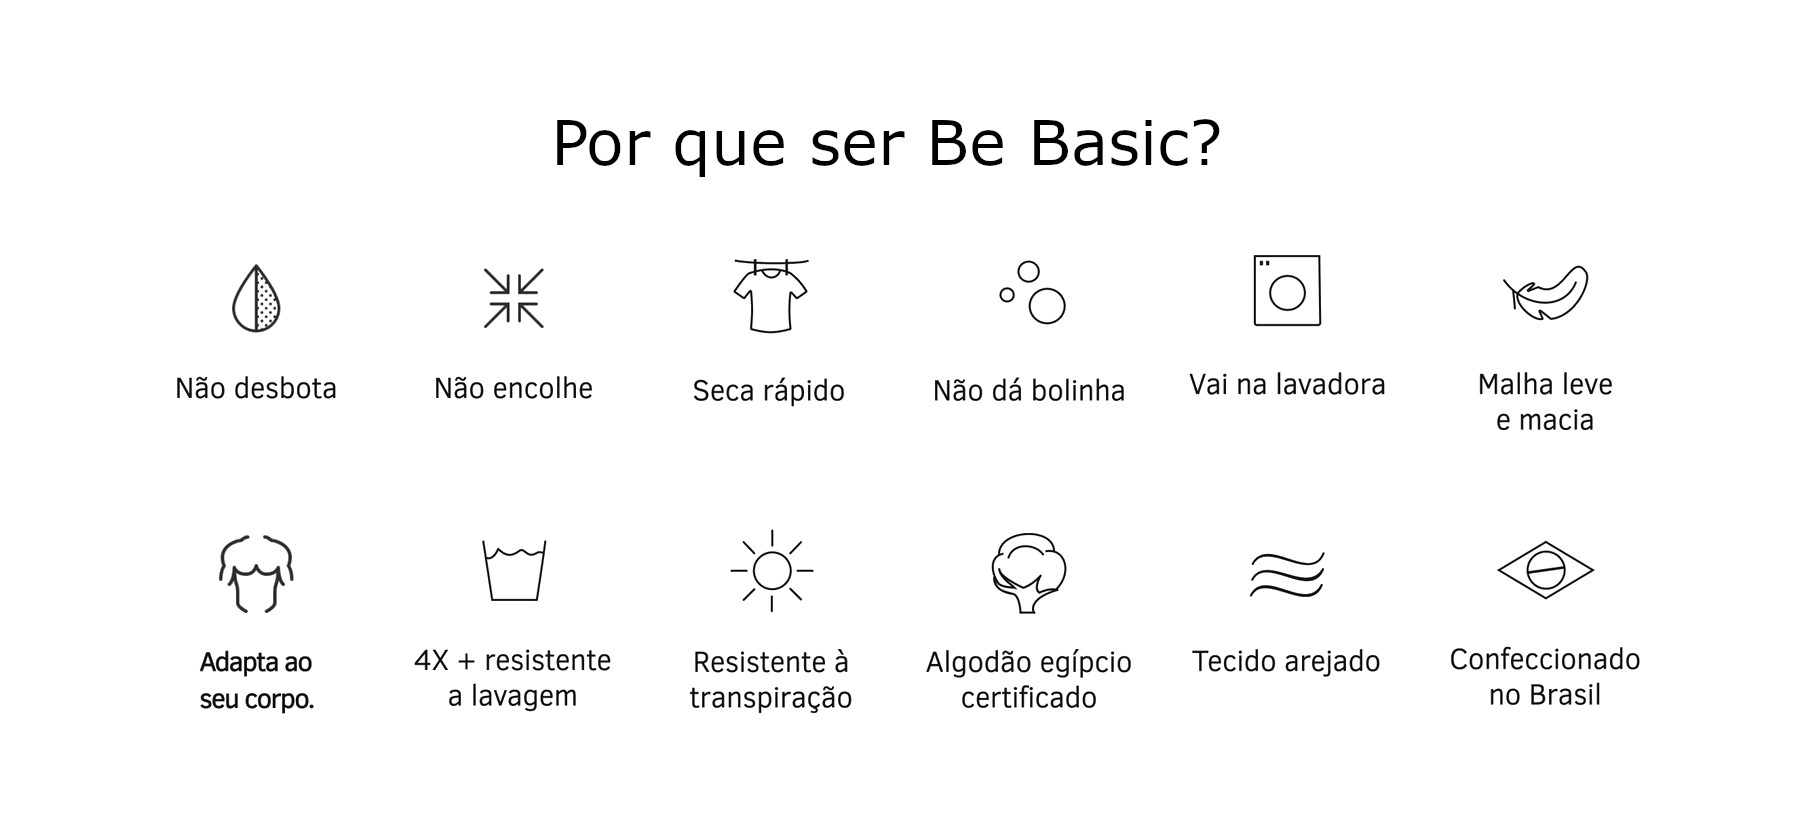 Por que ser Be Basic?
Não desbota
Não encolhe
Seca rápido
Não dá bolinha
Vai na lavadora
Malha leve
e macia
Adapta ao
seu corpo.
4X + resistente
a lavagem
Resistente à
transpiração
Algodão egípcio
certificado
Tecido arejado
Confeccionado
no Brasil